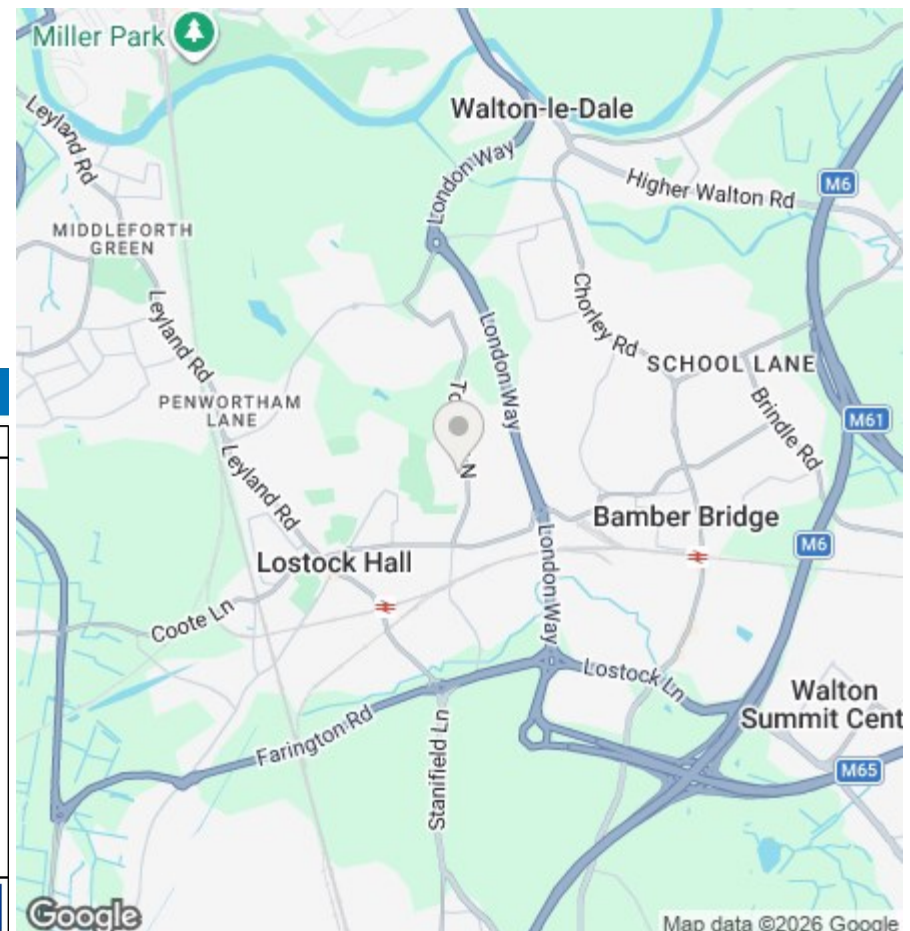 Miller Park
Leyland Rd
Walton-le-Dale
London Way
Higher Walton Rd
M6
MIDDLEFORTH
GREEN
Leyland Rd
London Way
Chorley Rd
SCHOOL LANE
PENWORTHAM
LANE
Brindle Rd
M61
Leyland Rd
N
Bamber Bridge
M6
Lostock Hall
London Way
Coote Ln
Lostock Ln
Walton
Summit Cent
Farington Rd
Stanifield Ln
M65
Google
Map data ©2026 Google